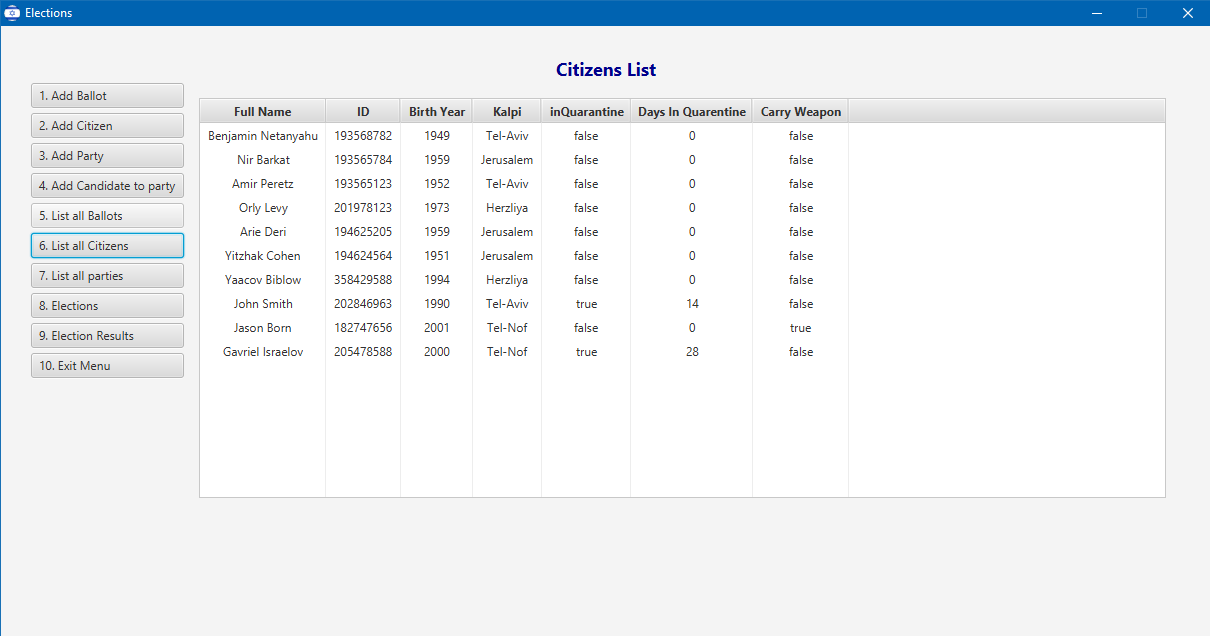 Elections
Citizens List
1. Add Ballot
2. Add Citizen
3. Add Party
4. Add Candidate to party
5. List all Ballots
6. List all Citizens
7. List all parties
8. Elections
9. Election Results
10. Exit Menu
Full Name ID Birth Year Kalpi inQuarantine Days In Quarentine Carry Weapon
Benjamin Netanyahu 193568782 1949 Tel-Aviv false 0 false
Nir Barkat 193565784 1959 Jerusalem false 0 false
Amir Peretz 193565123 1952 Tel-Aviv false 0 false
Orly Levy 201978123 1973 Herzliya false 0 false
Arie Deri 194625205 1959 Jerusalem false 0 false
Yitzhak Cohen 194624564 1951 Jerusalem false 0 false
Yaacov Biblow 358429588 1994 Herzliya false 0 false
John Smith 202846963 1990 Tel-Aviv true 14 false
Jason Born 182747656 2001 Tel-Nof false 0 true
Gavriel Israelov 205478588 2000 Tel-Nof true 28 false